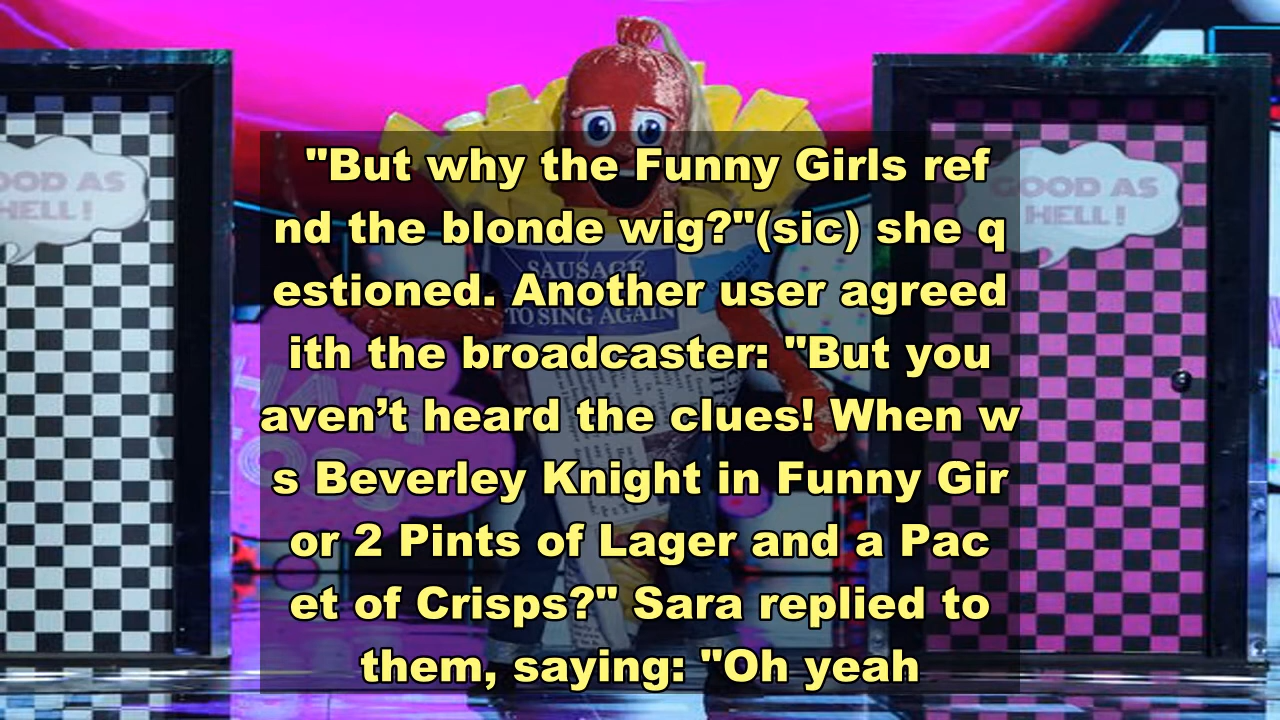 "But why the Funny Girls ref
nd the blonde wig?"(sic) she q
estioned. Another user agreed
ith the broadcaster: "But you
aven’t heard the clues! When w
s Beverley Knight in Funny Gir
or 2 Pints of Lager and a Pac
et of Crisps?" Sara replied to
them, saying: "Oh yeah
OOD AS
HELL!
GOOD AS
HELL!
SAUSAGE
TO SING AGAIN